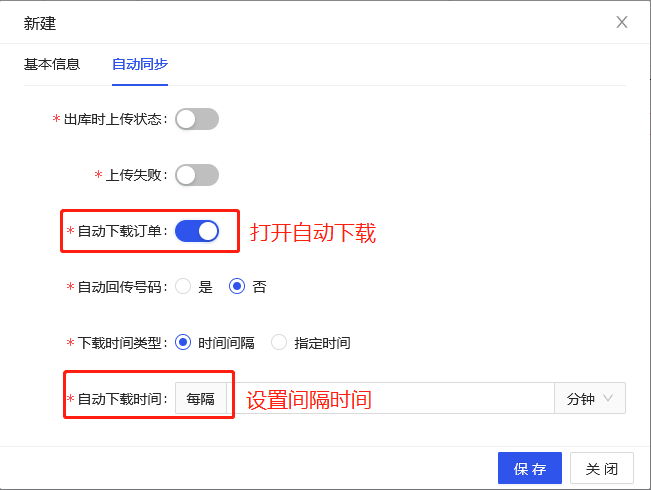 新建
基本信息 自动同步
* 出库时上传状态:
* 上传失败:
* 自动下载订单: 打开自动下载
* 自动回传号码: 是 否
* 下载时间类型: 时间间隔 指定时间
* 自动下载时间: 每隔 设置间隔时间 分钟
保 存 关 闭